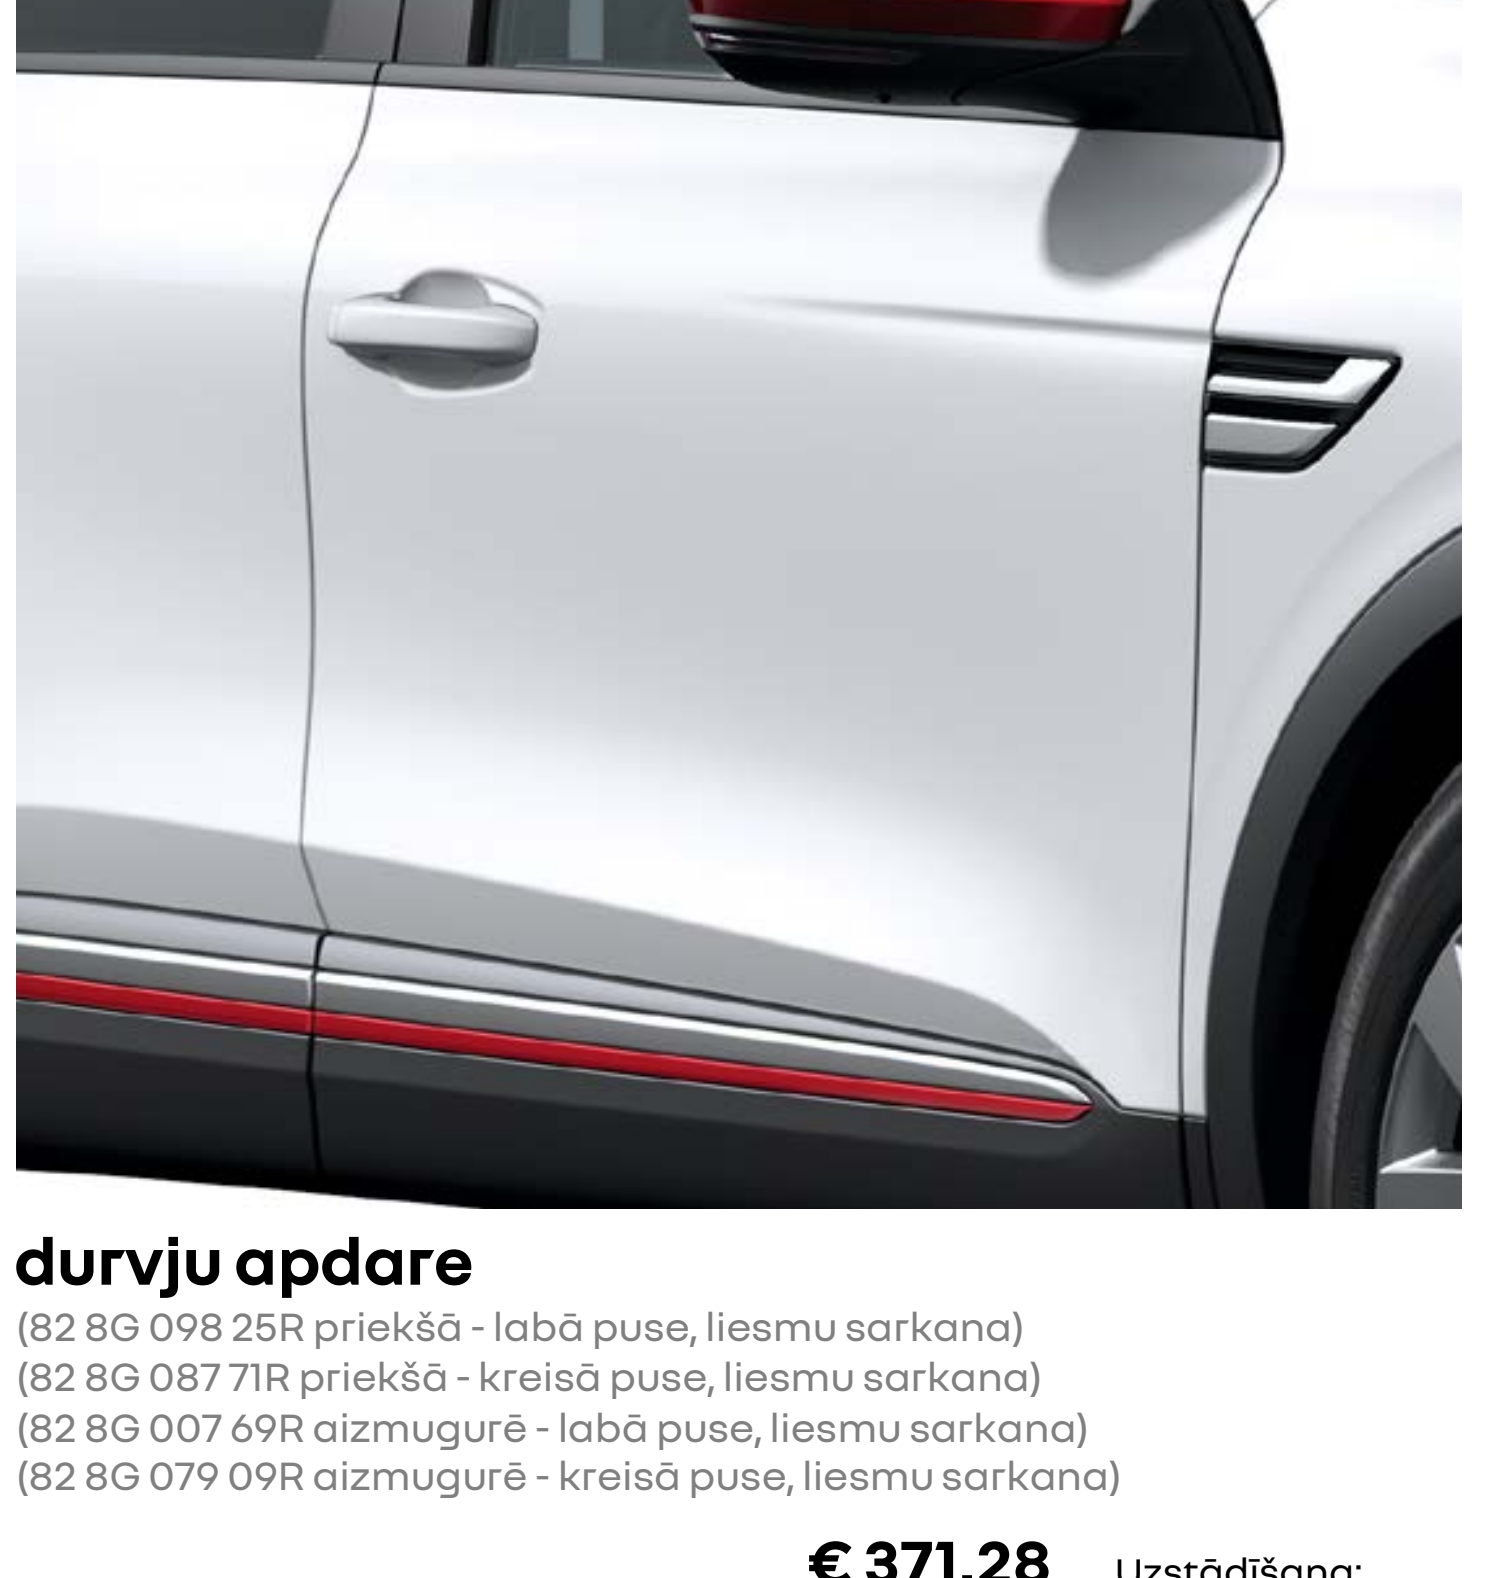 durvju apdare
(82 8G 098 25R priekšā - labā puse, liesmu sarkana)
(82 8G 087 71R priekšā - kreisā puse, liesmu sarkana)
(82 8G 007 69R aizmugurē - labā puse, liesmu sarkana)
(82 8G 079 09R aizmugurē - kreisā puse, liesmu sarkana)
€ 371,28 Uzstādīšana: